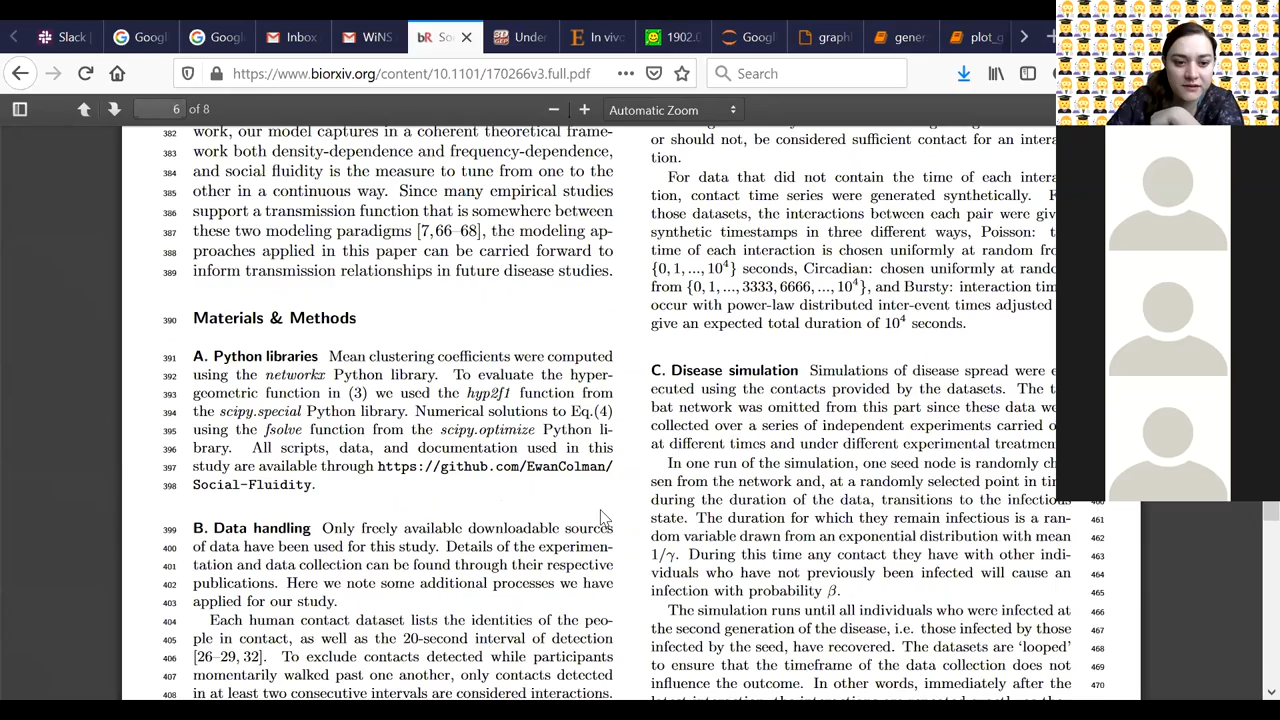 Slack
Googl
Googl
Inbox
WINS
bR
So
Under
In vivo
1902.
Googl
graphl
gener
plot_g
https://www.biorxiv.org/content/10.1101/170266v3.full.pdf
Search
6 of 8
Automatic Zoom
382 work, our model captures in a coherent theoretical frame-
383 work both density-dependence and frequency-dependence,
384 and social fluidity is the measure to tune from one to the
385 other in a continuous way. Since many empirical studies
386 support a transmission function that is somewhere between
387 these two modeling paradigms [7,66–68], the modeling ap-
388 proaches applied in this paper can be carried forward to
389 inform transmission relationships in future disease studies.
390 Materials & Methods
391 A. Python libraries Mean clustering coefficients were computed
392 using the networkx Python library. To evaluate the hyper-
393 geometric function in (3) we used the hyp2f1 function from
394 the scipy.special Python library. Numerical solutions to Eq.(4)
395 using the fsolve function from the scipy.optimize Python li-
396 brary. All scripts, data, and documentation used in this
397 study are available through https://github.com/EwanColman/
398 Social-Fluidity.
399 B. Data handling Only freely available downloadable sources
400 of data have been used for this study. Details of the experimen-
401 tation and data collection can be found through their respective
402 publications. Here we note some additional processes we have
403 applied for our study.
404 Each human contact dataset lists the identities of the peo-
405 ple in contact, as well as the 20-second interval of detection
406 [26–29, 32]. To exclude contacts detected while participants
407 momentarily walked past one another, only contacts detected
408 in at least two consecutive intervals are considered interactions.
or should not, be considered sufficient contact for an intera
tion.
For data that did not contain the time of each intera
tion, contact time series were generated synthetically. F
those datasets, the interactions between each pair were giv
synthetic timestamps in three different ways, Poisson: t
time of each interaction is chosen uniformly at random fro
{0, 1, ..., 10⁴} seconds, Circadian: chosen uniformly at rando
from {0, 1, ..., 3333, 6666, ..., 10⁴}, and Bursty: interaction tim
occur with power-law distributed inter-event times adjusted
give an expected total duration of 10⁴ seconds.
C. Disease simulation Simulations of disease spread were e
cuted using the contacts provided by the datasets. The t
bat network was omitted from this part since these data we
collected over a series of independent experiments carried o
at different times and under different experimental treatmen
In one run of the simulation, one seed node is randomly ch
sen from the network and, at a randomly selected point in tim
during the duration of the data, transitions to the infectiou
state. The duration for which they remain infectious is a ran- 461
dom variable drawn from an exponential distribution with mean 462
1/γ. During this time any contact they have with other indi- 463
viduals who have not previously been infected will cause an 464
infection with probability β. 465
The simulation runs until all individuals who were infected at 466
the second generation of the disease, i.e. those infected by those 467
infected by the seed, have recovered. The datasets are 'looped' 468
to ensure that the timeframe of the data collection does not 469
influence the outcome. In other words, immediately after the 470